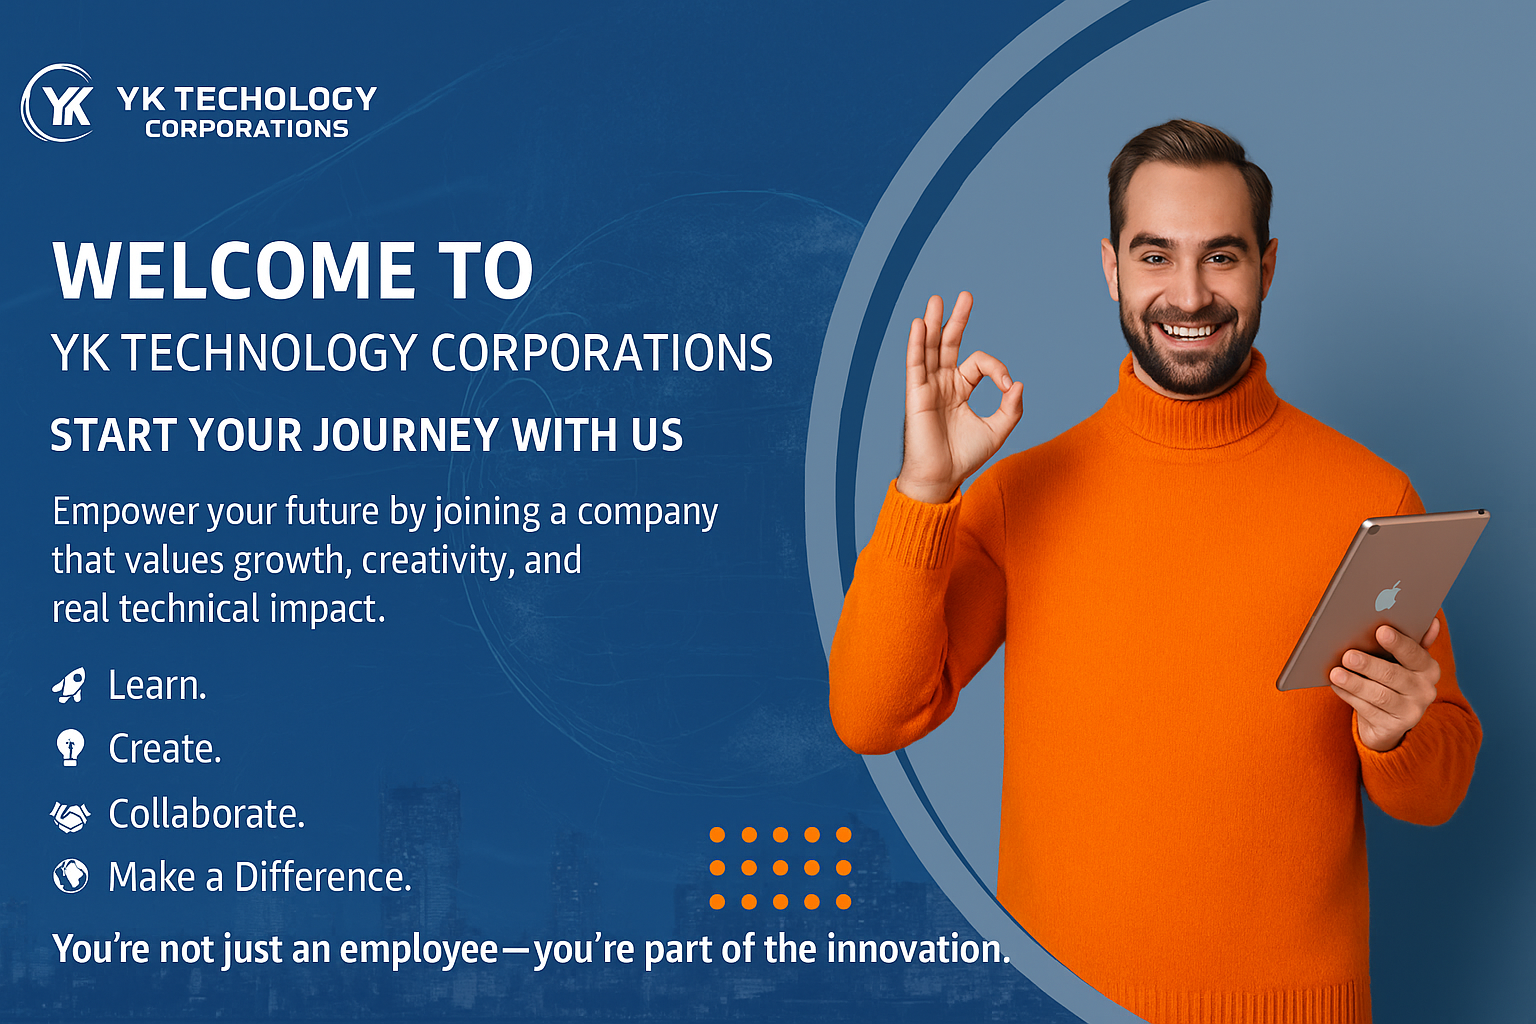 YK
YK TECHOLOGY
CORPORATIONS
WELCOME TO
YK TECHNOLOGY CORPORATIONS
START YOUR JOURNEY WITH US
Empower your future by joining a company
that values growth, creativity, and
real technical impact.
Learn.
Create.
Collaborate.
Make a Difference.
You’re not just an employee—you’re part of the innovation.